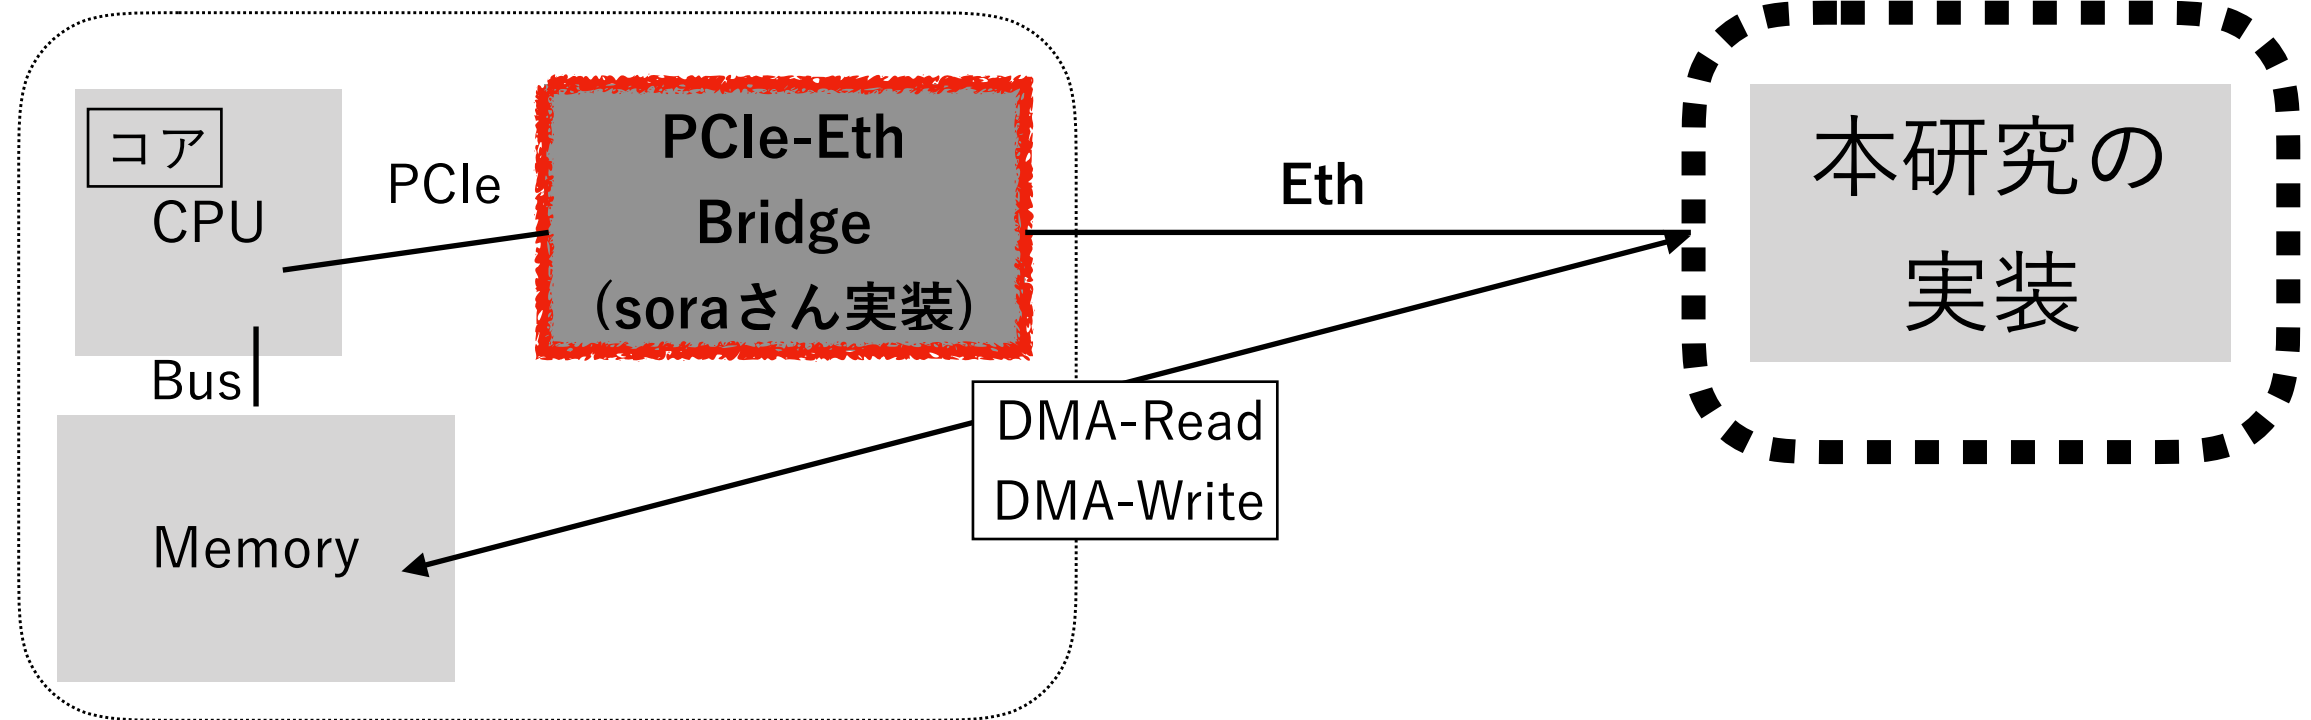 コア
CPU
PCIe
PCIe-Eth
Bridge
(soraさん実装)
Eth
本研究の
実装
Bus
DMA-Read
DMA-Write
Memory